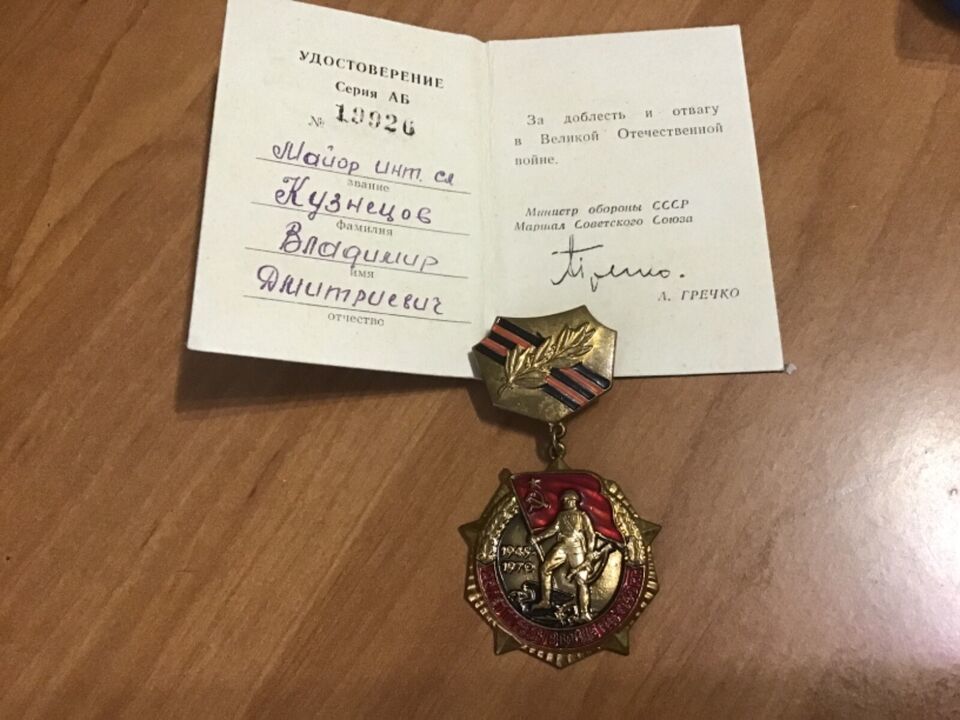 УДОСТОВЕРЕНИЕ
Серия АБ
№ 19926
Майор инт. сл
звание
Кузнецов
фамилия
Владимир
имя
Дмитриевич
отчество
За доблесть и отвагу
в Великой Отечественной
войне.
Министр обороны СССР
Маршал Советского Союза
Гречко.
А. ГРЕЧКО
1945-
1970